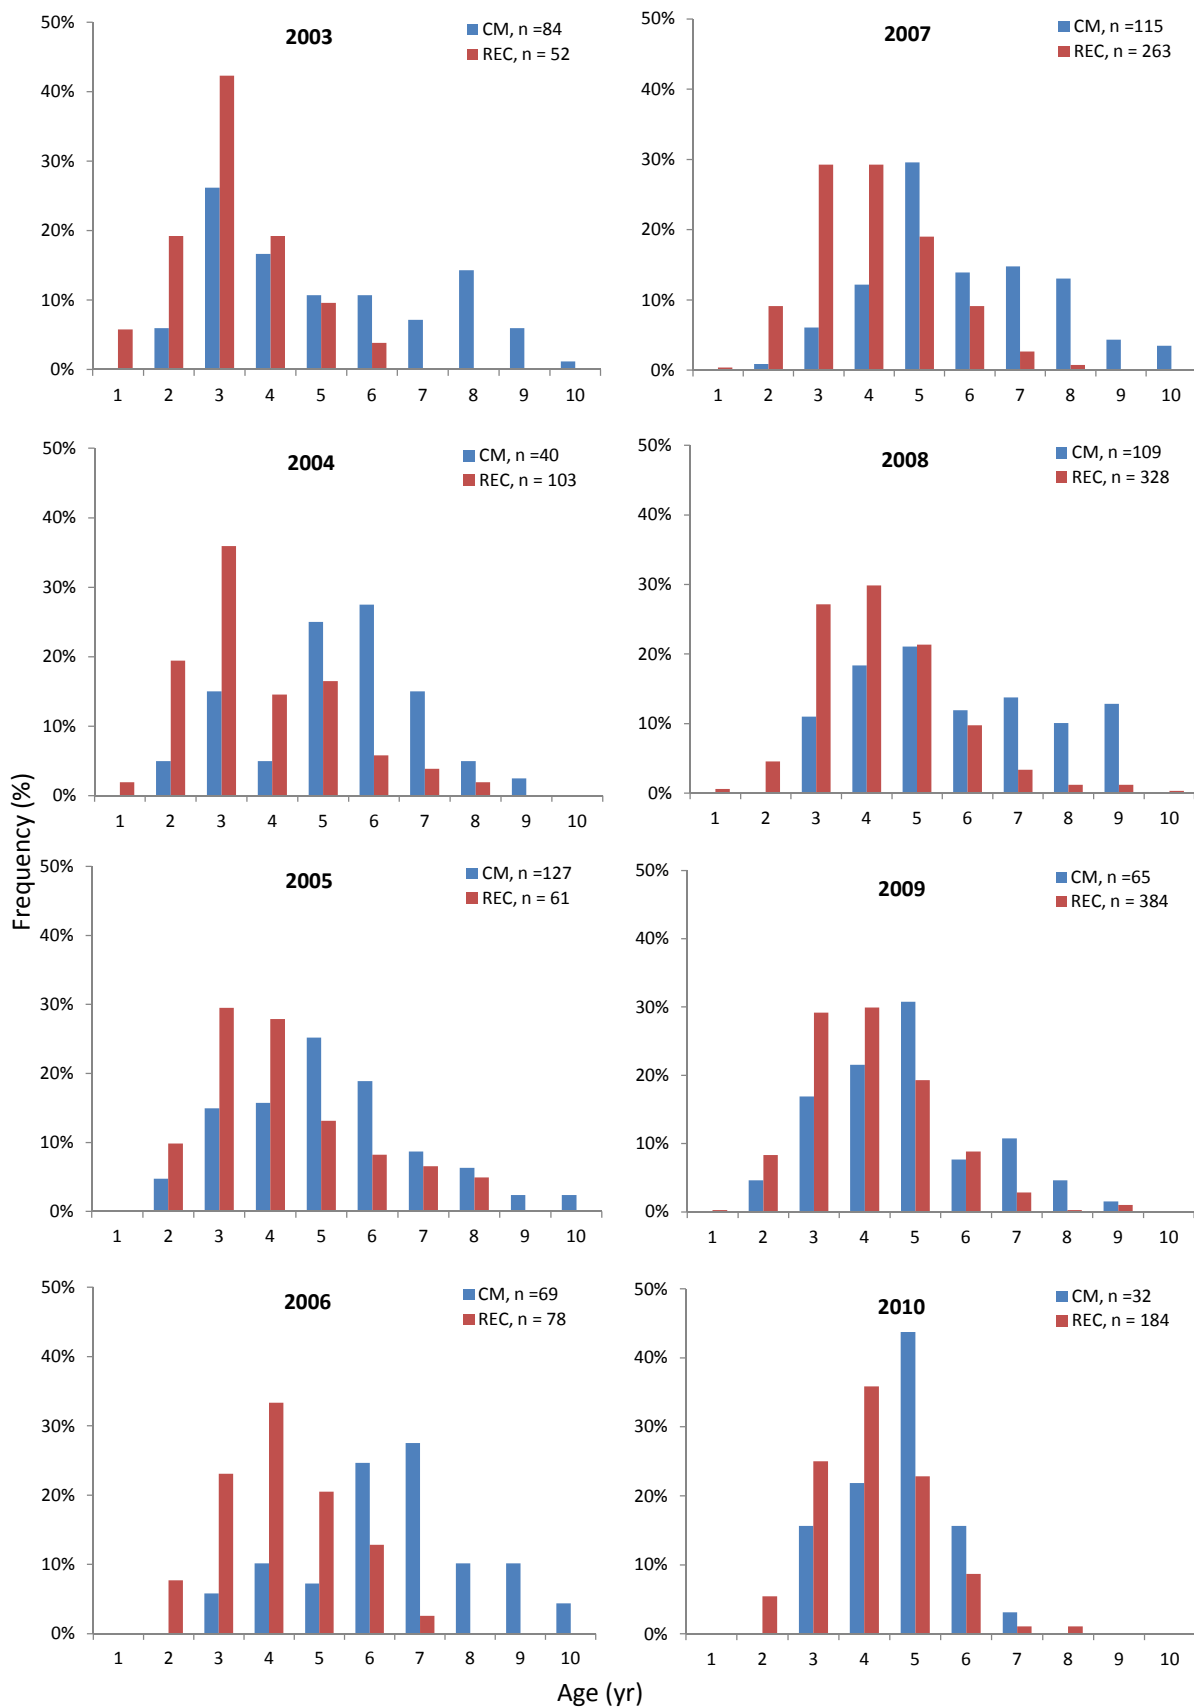 2003
CM, n =84
REC, n = 52
50%
40%
30%
20%
10%
0%
1 2 3 4 5 6 7 8 9 10
2007
CM, n =115
REC, n = 263
50%
40%
30%
20%
10%
0%
1 2 3 4 5 6 7 8 9 10
2004
CM, n =40
REC, n = 103
50%
40%
30%
20%
10%
0%
1 2 3 4 5 6 7 8 9 10
2008
CM, n =109
REC, n = 328
50%
40%
30%
20%
10%
0%
1 2 3 4 5 6 7 8 9 10
Frequency (%)
2005
CM, n =127
REC, n = 61
50%
40%
30%
20%
10%
0%
1 2 3 4 5 6 7 8 9 10
2009
CM, n =65
REC, n = 384
50%
40%
30%
20%
10%
0%
1 2 3 4 5 6 7 8 9 10
2006
CM, n =69
REC, n = 78
50%
40%
30%
20%
10%
0%
1 2 3 4 5 6 7 8 9 10
2010
CM, n =32
REC, n = 184
50%
40%
30%
20%
10%
0%
1 2 3 4 5 6 7 8 9 10
Age (yr)